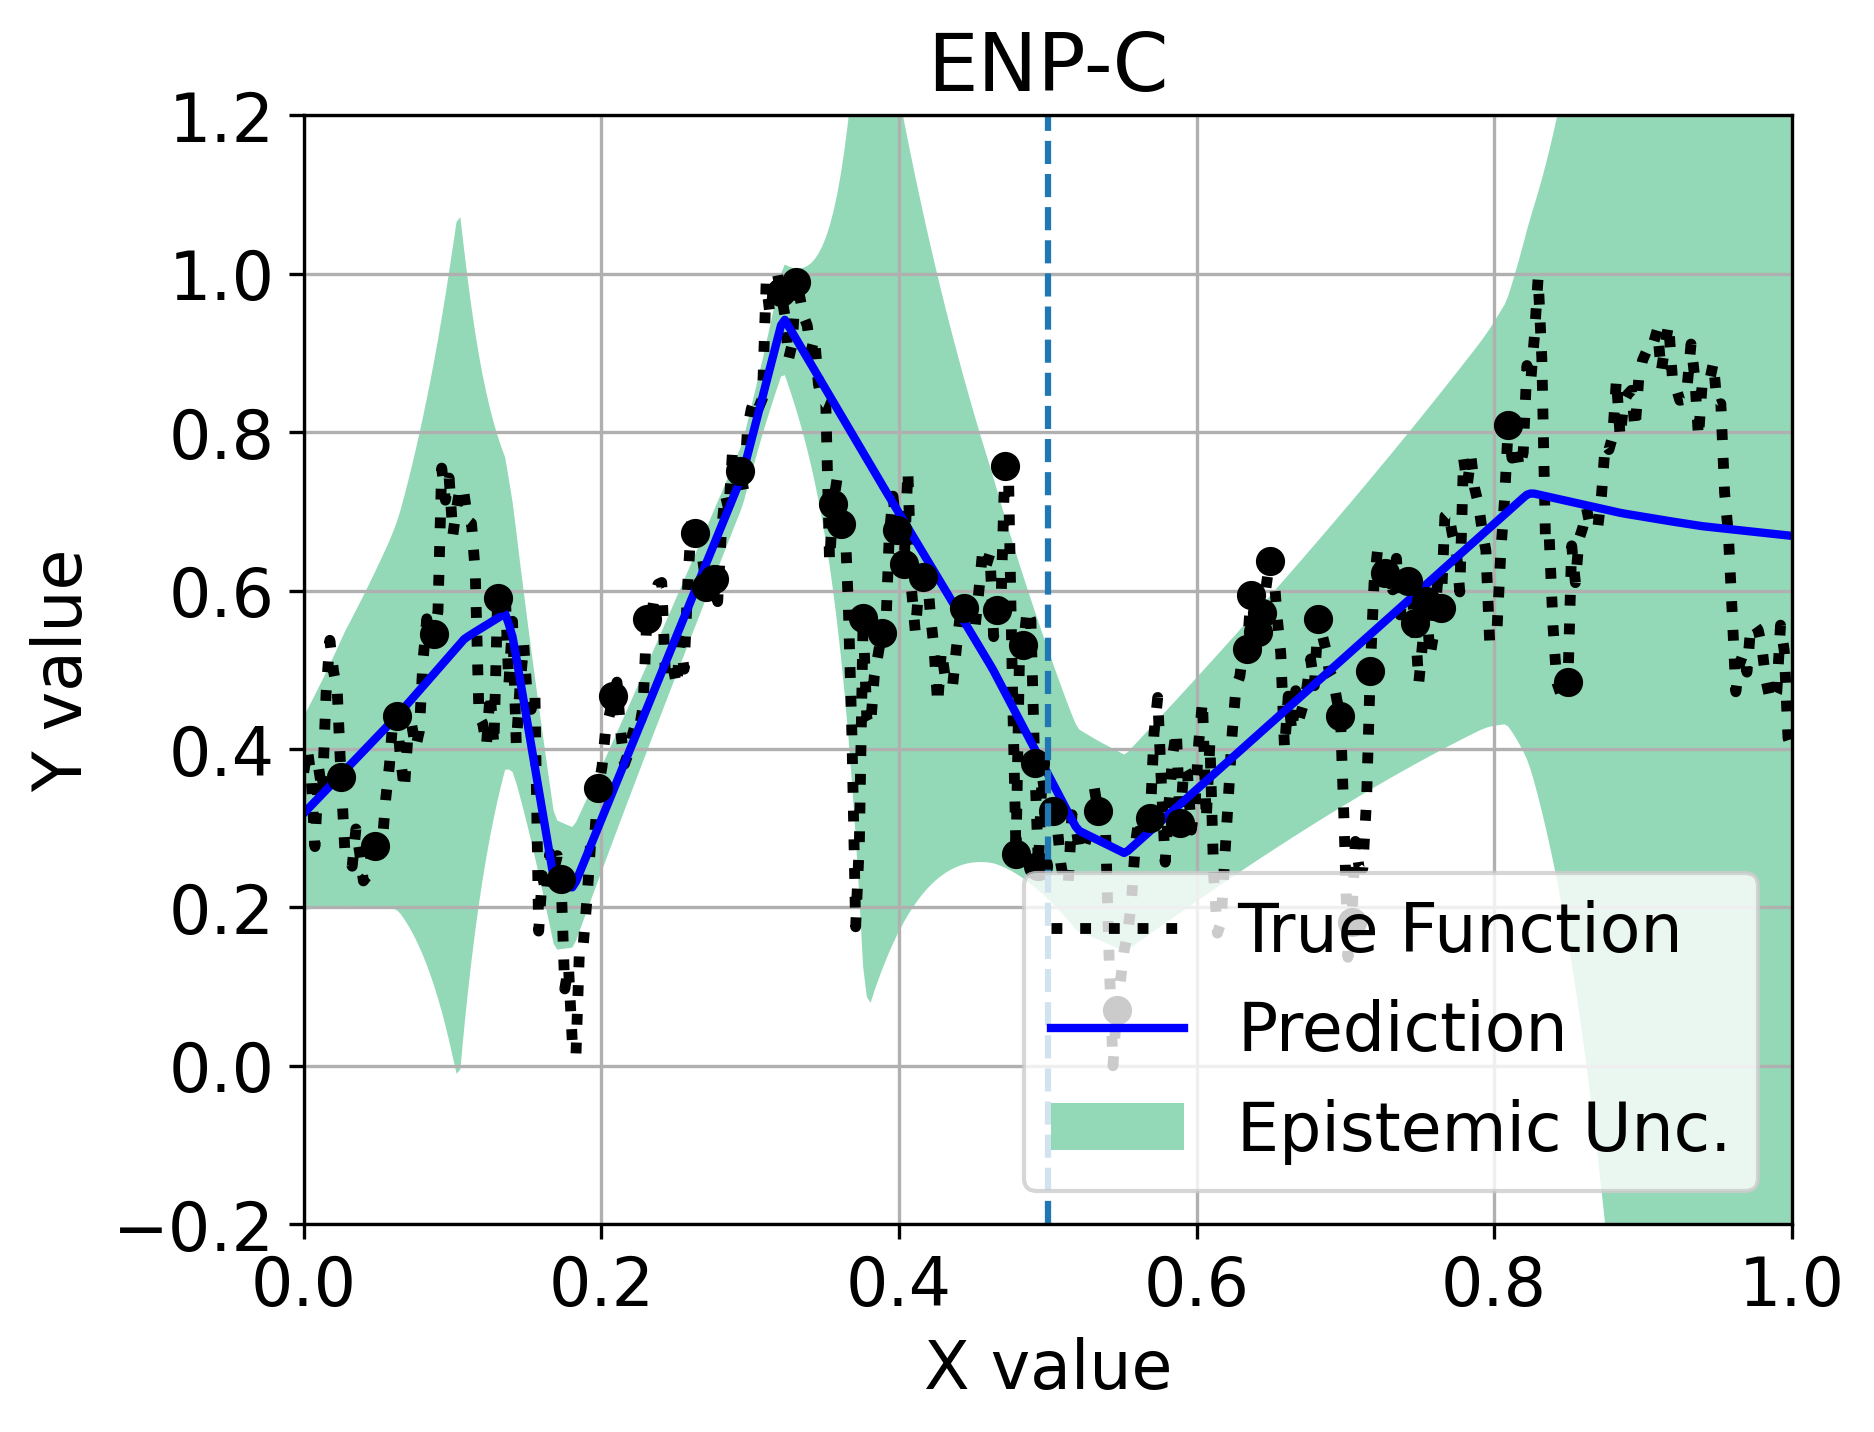 ENP-C
1.2
1.0
0.8
0.6
0.4
0.2
0.0
−0.2
Y value
True Function
Prediction
Epistemic Unc.
0.0 0.2 0.4 0.6 0.8 1.0
X value